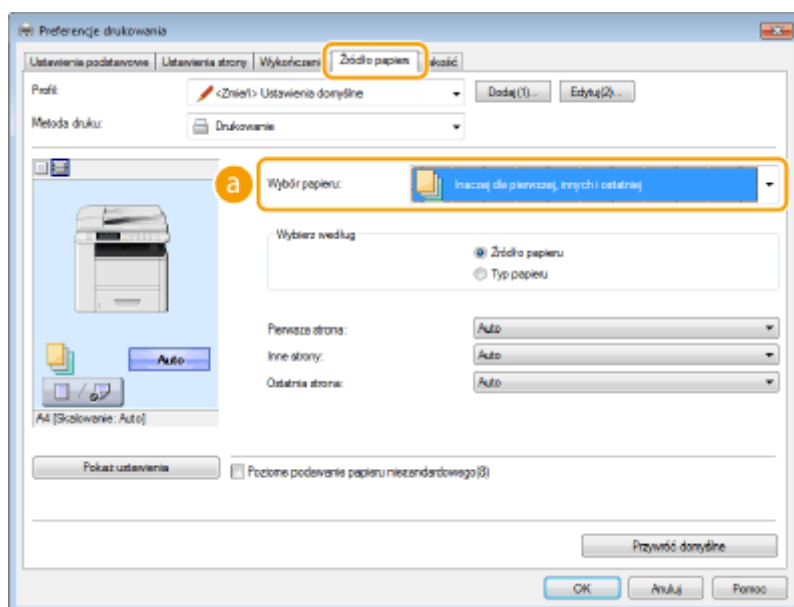 Preferencje drukowania
Ustawienia podstawowe Ustawienia strony Wykończeni Źródło papieru Jakość
Profil: <Zmień> Ustawienia domyślne Dodaj(1)... Edytuj(2)...
Metoda druku: Drukowanie
a Wybór papieru: Inaczej dla pierwszej, innych i ostatniej
Wybierz według
Źródło papieru
Typ papieru
Pierwsza strona: Auto
Auto Inne strony: Auto
Ostatnia strona: Auto
A4 [Skalowanie: Auto]
Pokaż ustawienia Poziome podawanie papieru niestandardowego(8)
Przywróć domyślne
OK Anuluj Pomoc